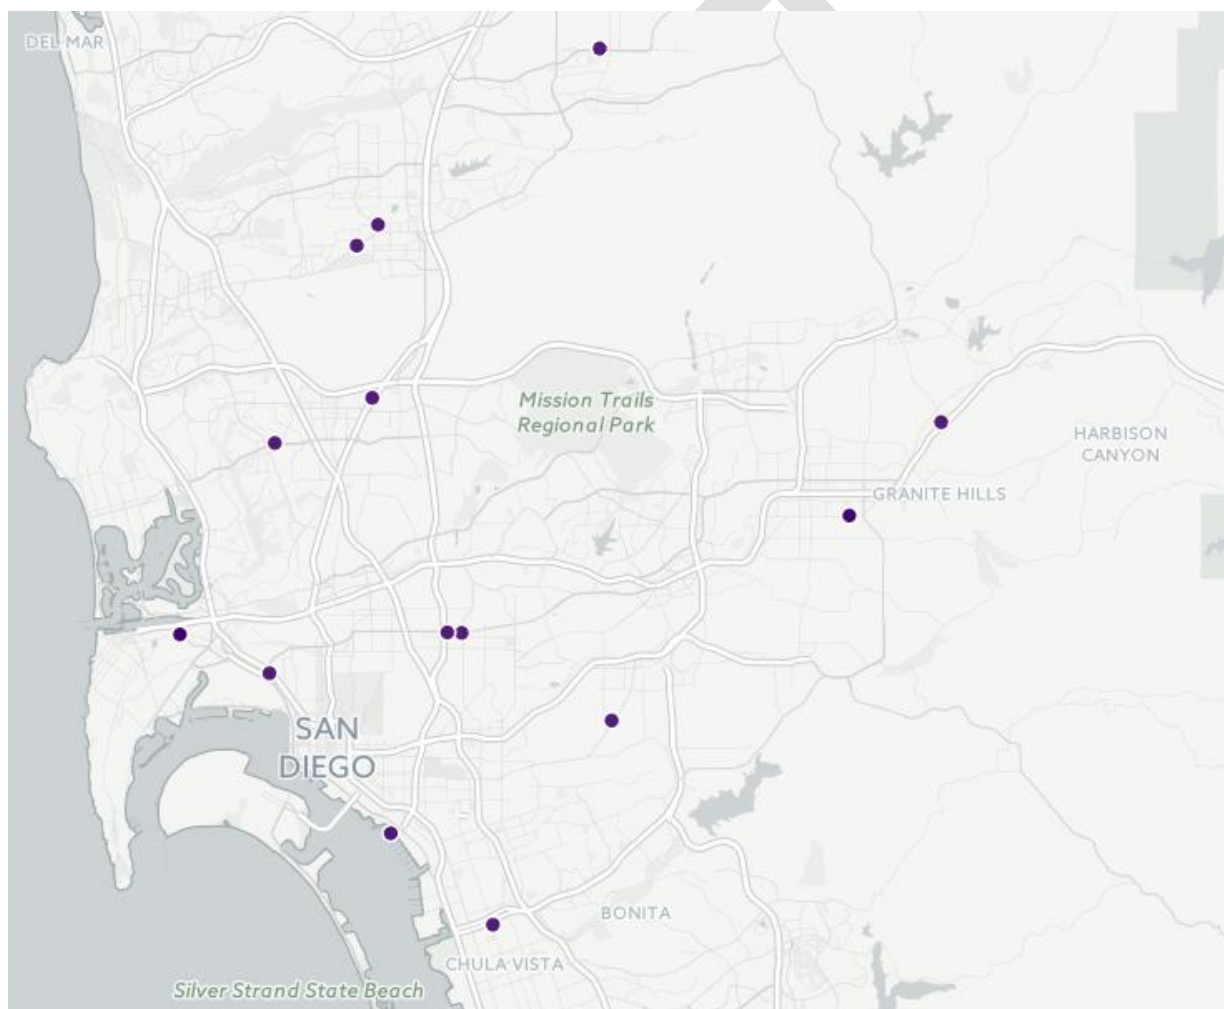 DEL MAR
Mission Trails
Regional Park
HARBISON
CANYON
GRANITE HILLS
SAN
DIEGO
BONITA
CHULA VISTA
Silver Strand State Beach